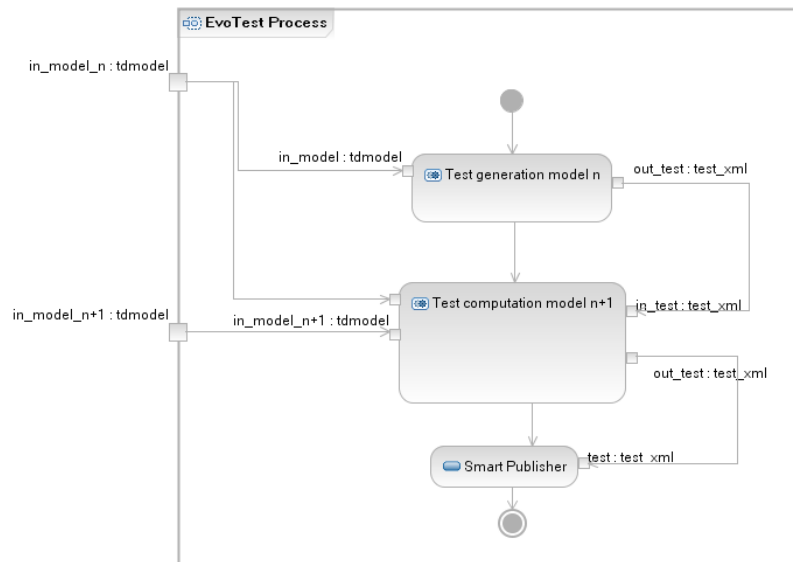 EvoTest Process
in_model_n : tdmodel
in_model : tdmodel
Test generation model n
out_test : test_xml
Test computation model n+1
in_test : test_xml
in_model_n+1 : tdmodel
in_model_n+1 : tdmodel
out_test : test_xml
Smart Publisher
test : test_xml